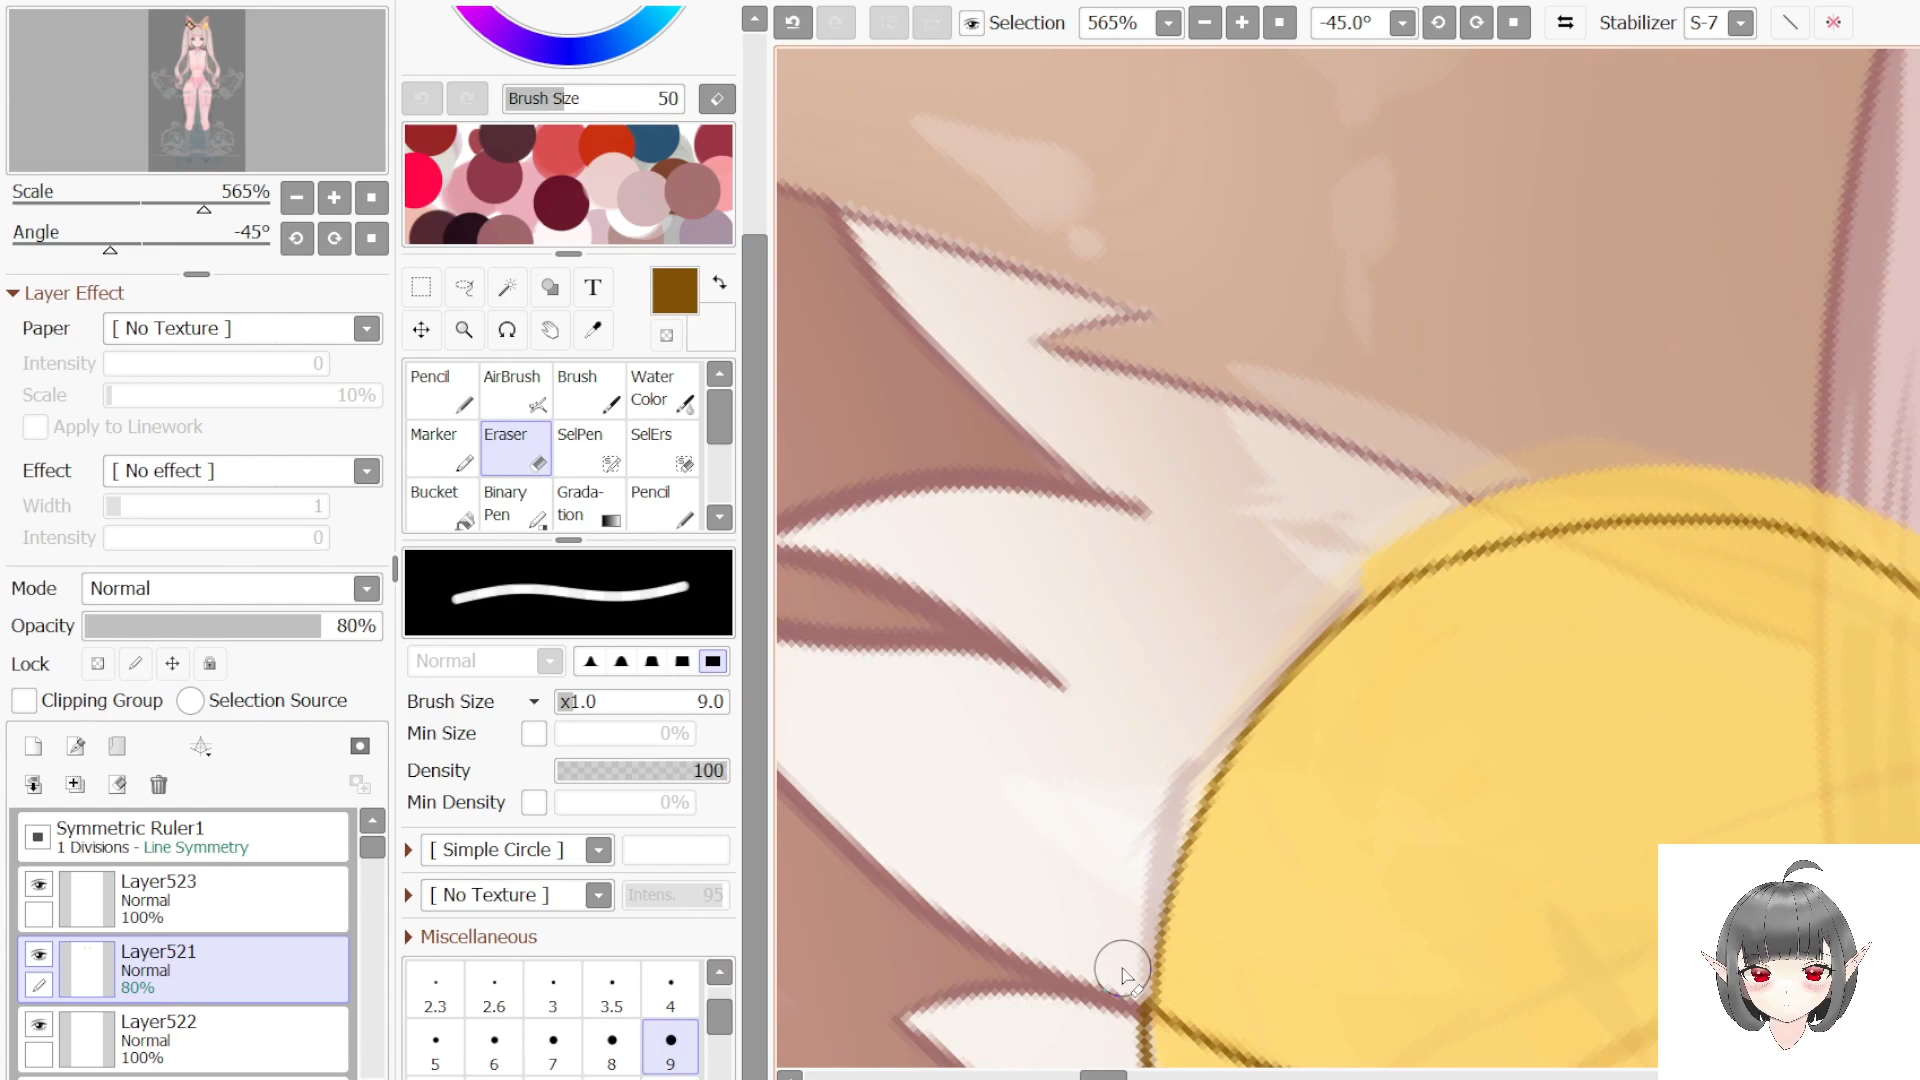 Selection
565%
-45.0°
Stabilizer
S-7
Scale
565%
Angle
-45°
Layer Effect
Paper
[ No Texture ]
Intensity
0
Scale
10%
Apply to Linework
Effect
[ No effect ]
Width
1
Intensity
0
Mode
Normal
Opacity
80%
Lock
Clipping Group
Selection Source
Symmetric Ruler1
1 Divisions - Line Symmetry
Layer523
Normal
100%
Layer521
Normal
80%
Layer522
Normal
100%
Brush Size
50
T
Pencil
AirBrush
Brush
Water
Color
Marker
Eraser
SelPen
SelErs
Bucket
Binary
Pen
Grada-
tion
Pencil
Normal
Brush Size
x1.0
9.0
Min Size
0%
Density
100
Min Density
0%
[ Simple Circle ]
[ No Texture ]
Intens.
95
Miscellaneous
2.3
2.6
3
3.5
4
5
6
7
8
9